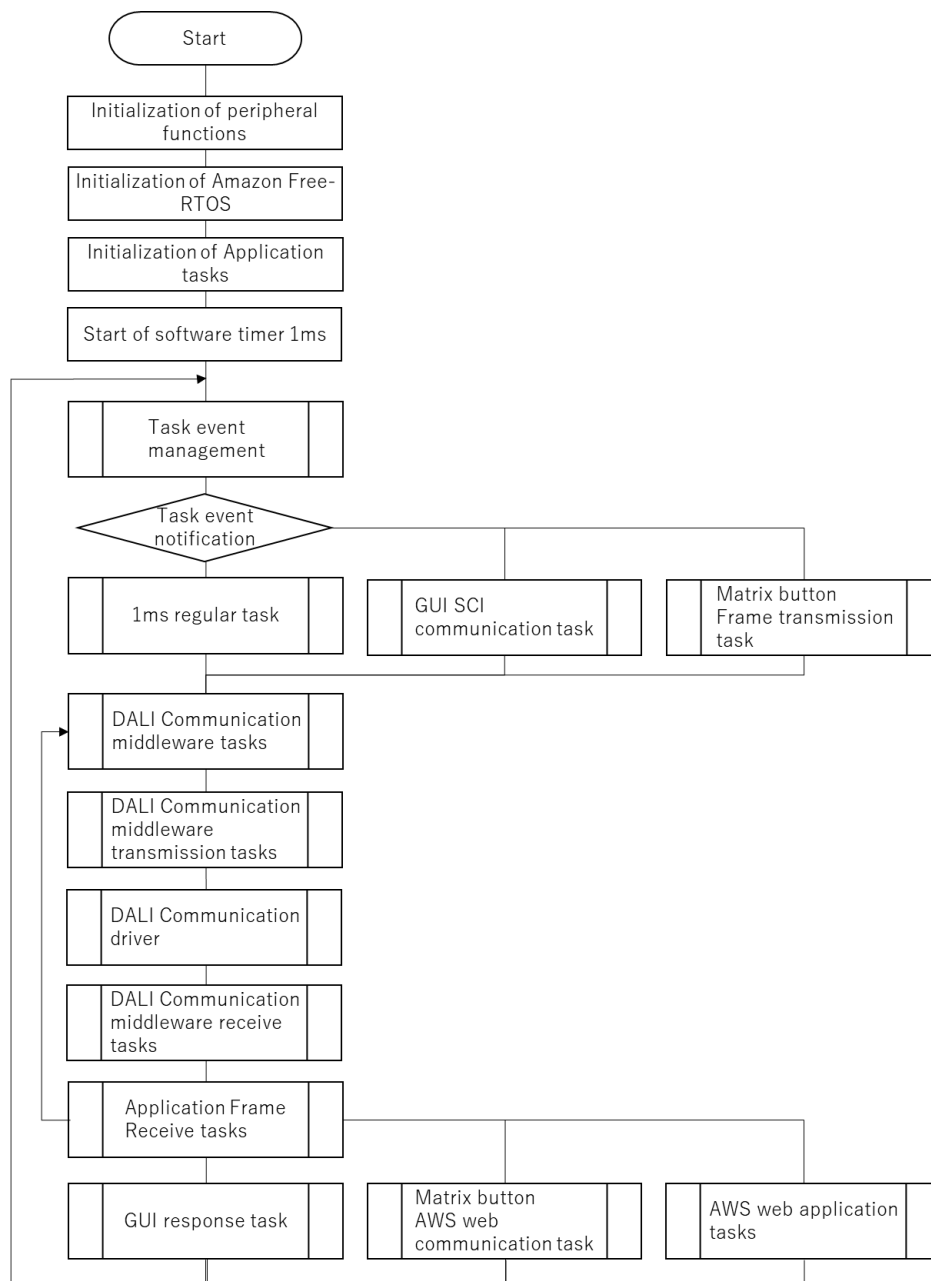 Start
Initialization of peripheral
functions
Initialization of Amazon Free-
RTOS
Initialization of Application
tasks
Start of software timer 1ms
Task event
management
Task event
notification
1ms regular task
GUI SCI
communication task
Matrix button
Frame transmission
task
DALI Communication
middleware tasks
DALI Communication
middleware
transmission tasks
DALI Communication
driver
DALI Communication
middleware receive
tasks
Application Frame
Receive tasks
GUI response task
Matrix button
AWS web
communication task
AWS web application
tasks